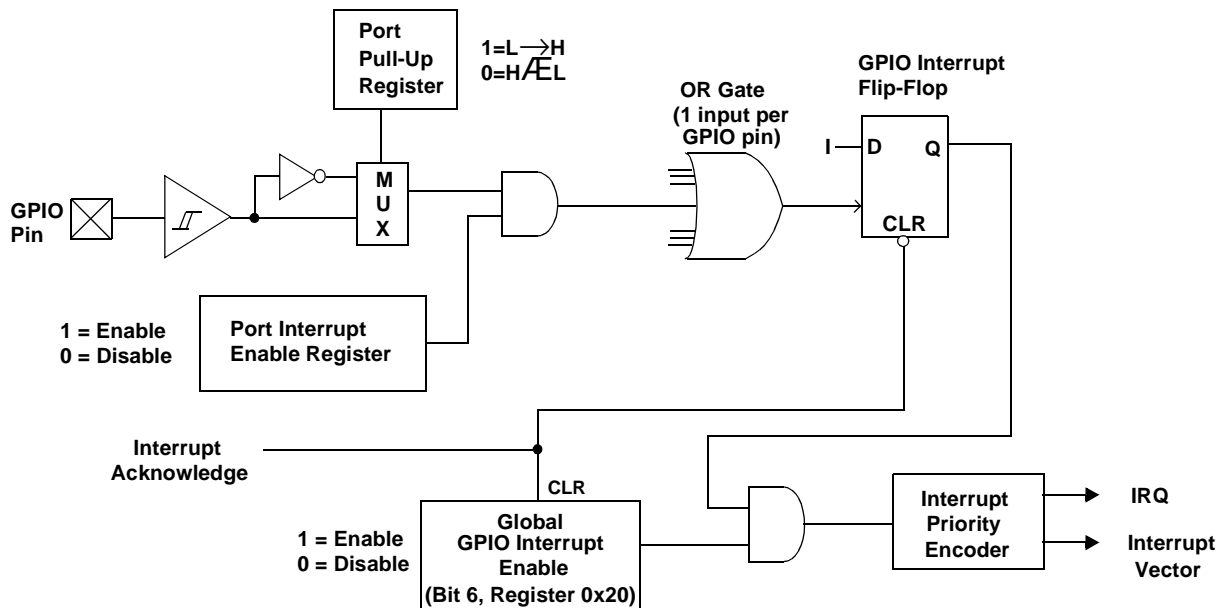 Port
Pull-Up
Register
1=L→H
0=HÆL
GPIO Interrupt
Flip-Flop
OR Gate
(1 input per
GPIO pin)
I
D
Q
CLR
M
U
X
GPIO
Pin
1 = Enable
0 = Disable
Port Interrupt
Enable Register
Interrupt
Acknowledge
CLR
1 = Enable
0 = Disable
Global
GPIO Interrupt
Enable
(Bit 6, Register 0x20)
Interrupt
Priority
Encoder
IRQ
Interrupt
Vector